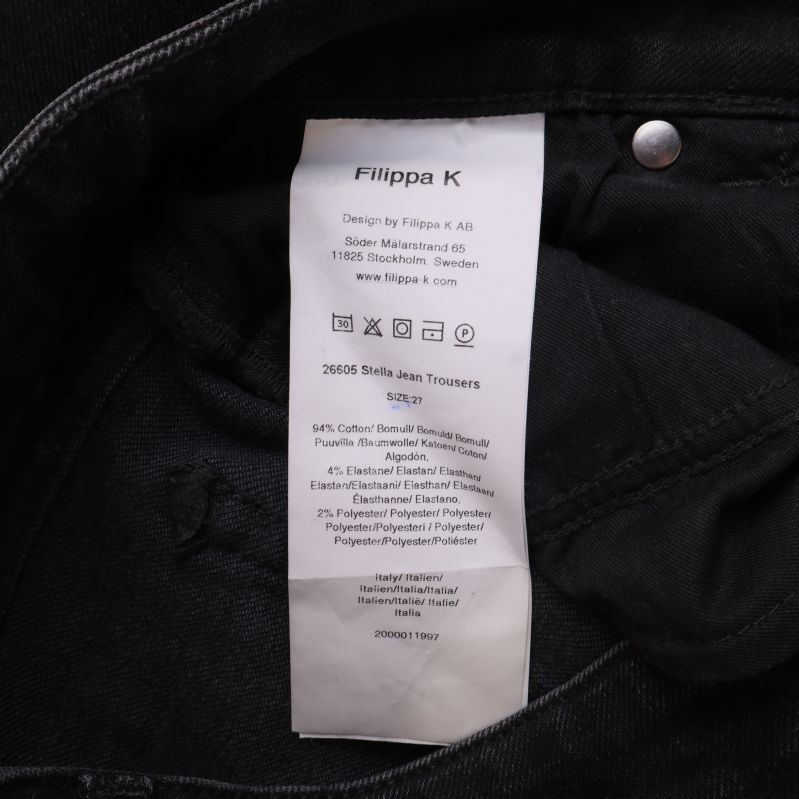 Filippa K
Design by Filippa K AB
Söder Mälarstrand 65
11825 Stockholm. Sweden
www.filippa-k.com
30
P
26605 Stella Jean Trousers
SIZE:27
94% Cotton/ Bomull/ Bomuld/ Bomull/
Puuvilla /Baumwolle/ Katoen/ Coton/
Algodón,
4% Elastane/ Elastan/ Elasthan/
Elastan/Elastaani/ Elasthan/ Elastaan/
Élasthanne/ Elastano,
2% Polyester/ Polyester/ Polyester/
Polyester/Polyesteri / Polyester/
Polyester/Polyester/Poliéster
Italy/ Italien/
Italien/Italia/Italia/
Italien/Italië/ Italie/
Italia
2000011997